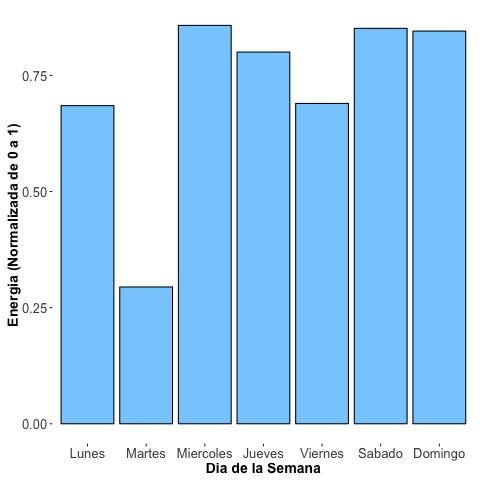 Energia (Normalizada de 0 a 1)
0.75
0.50
0.25
0.00
Lunes Martes Miercoles Jueves Viernes Sabado Domingo
Dia de la Semana